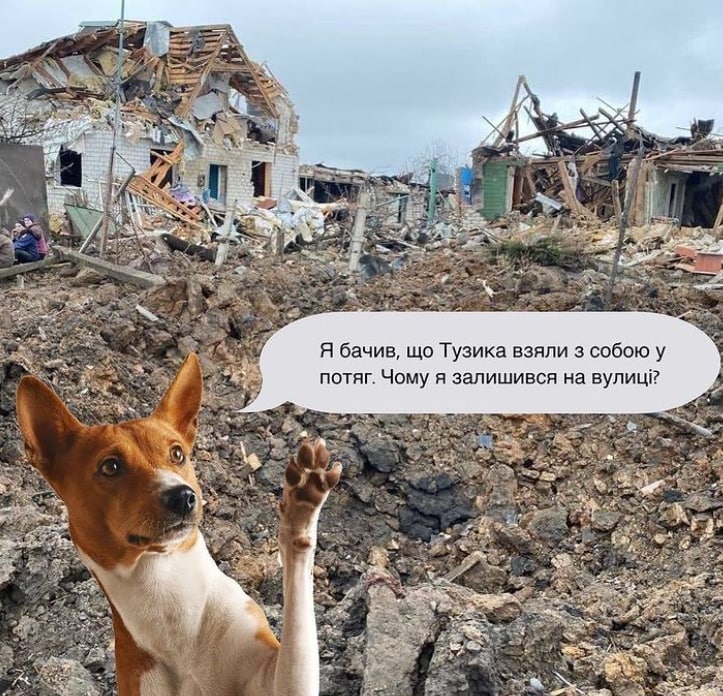 Я бачив, що Тузика взяли з собою у
потяг. Чому я залишився на вулиці?